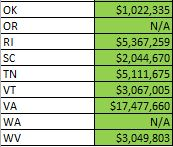 OK $1,022,335
OR N/A
RI $5,367,259
SC $2,044,670
TN $5,111,675
VT $3,067,005
VA $17,477,660
WA N/A
WV $3,049,803